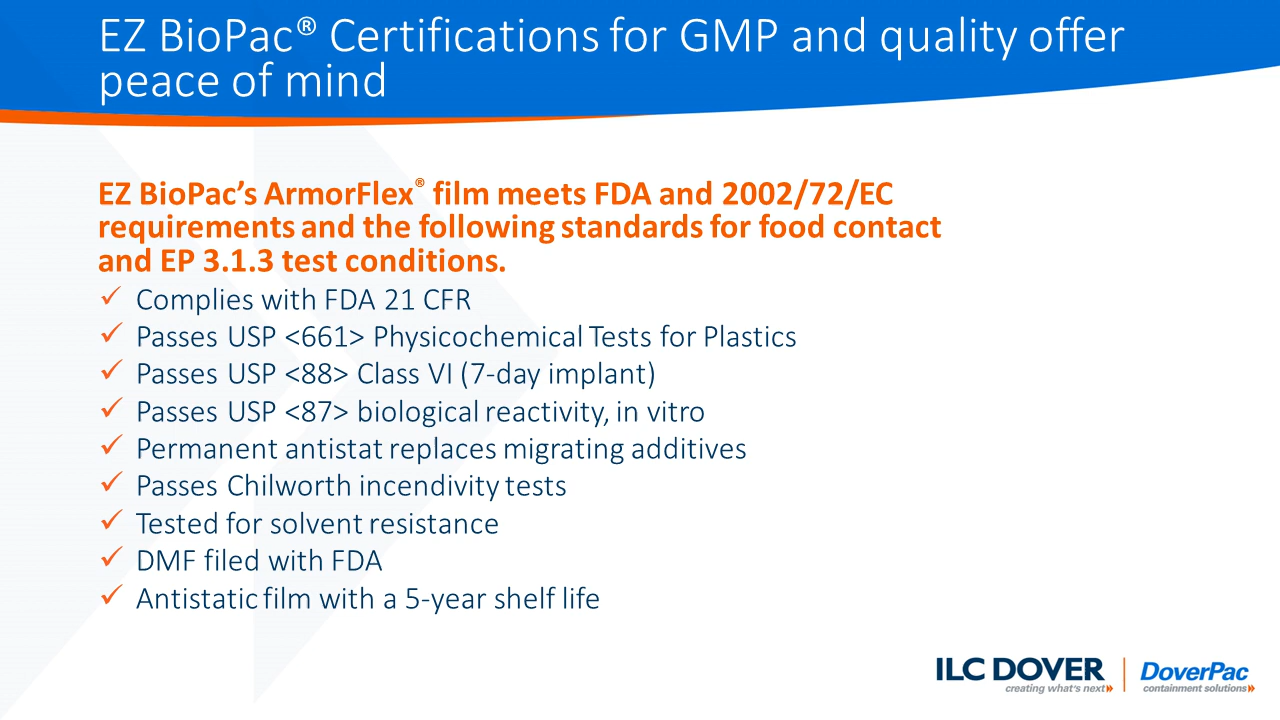 EZ BioPac® Certifications for GMP and quality offer
peace of mind
EZ BioPac’s ArmorFlex® film meets FDA and 2002/72/EC
requirements and the following standards for food contact
and EP 3.1.3 test conditions.
✓ Complies with FDA 21 CFR
✓ Passes USP <661> Physicochemical Tests for Plastics
✓ Passes USP <88> Class VI (7-day implant)
✓ Passes USP <87> biological reactivity, in vitro
✓ Permanent antistat replaces migrating additives
✓ Passes Chilworth incendivity tests
✓ Tested for solvent resistance
✓ DMF filed with FDA
✓ Antistatic film with a 5-year shelf life
ILC DOVER
creating what's next
DoverPac
containment solutions